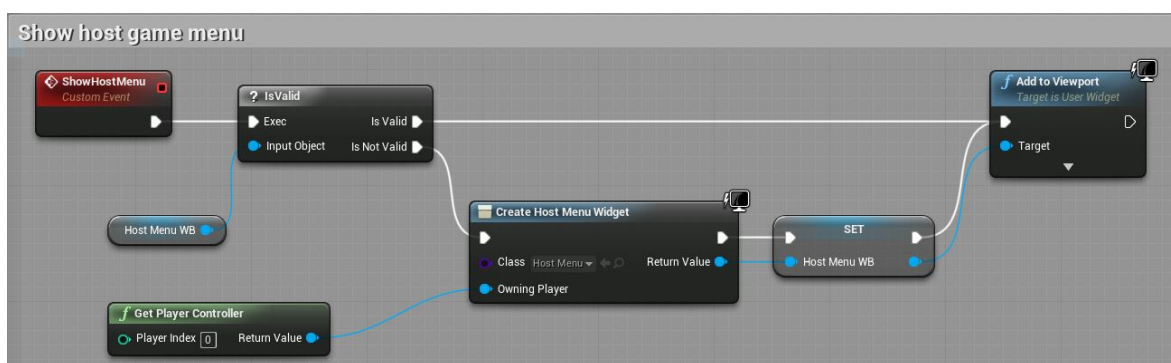 Show host game menu
ShowHostMenu
Custom Event
? IsValid
Exec
Is Valid
Input Object
Is Not Valid
Host Menu WB
f Get Player Controller
Player Index 0
Return Value
Create Host Menu Widget
Class Host Menu
Return Value
Owning Player
SET
Host Menu WB
f Add to Viewport
Target is User Widget
Target